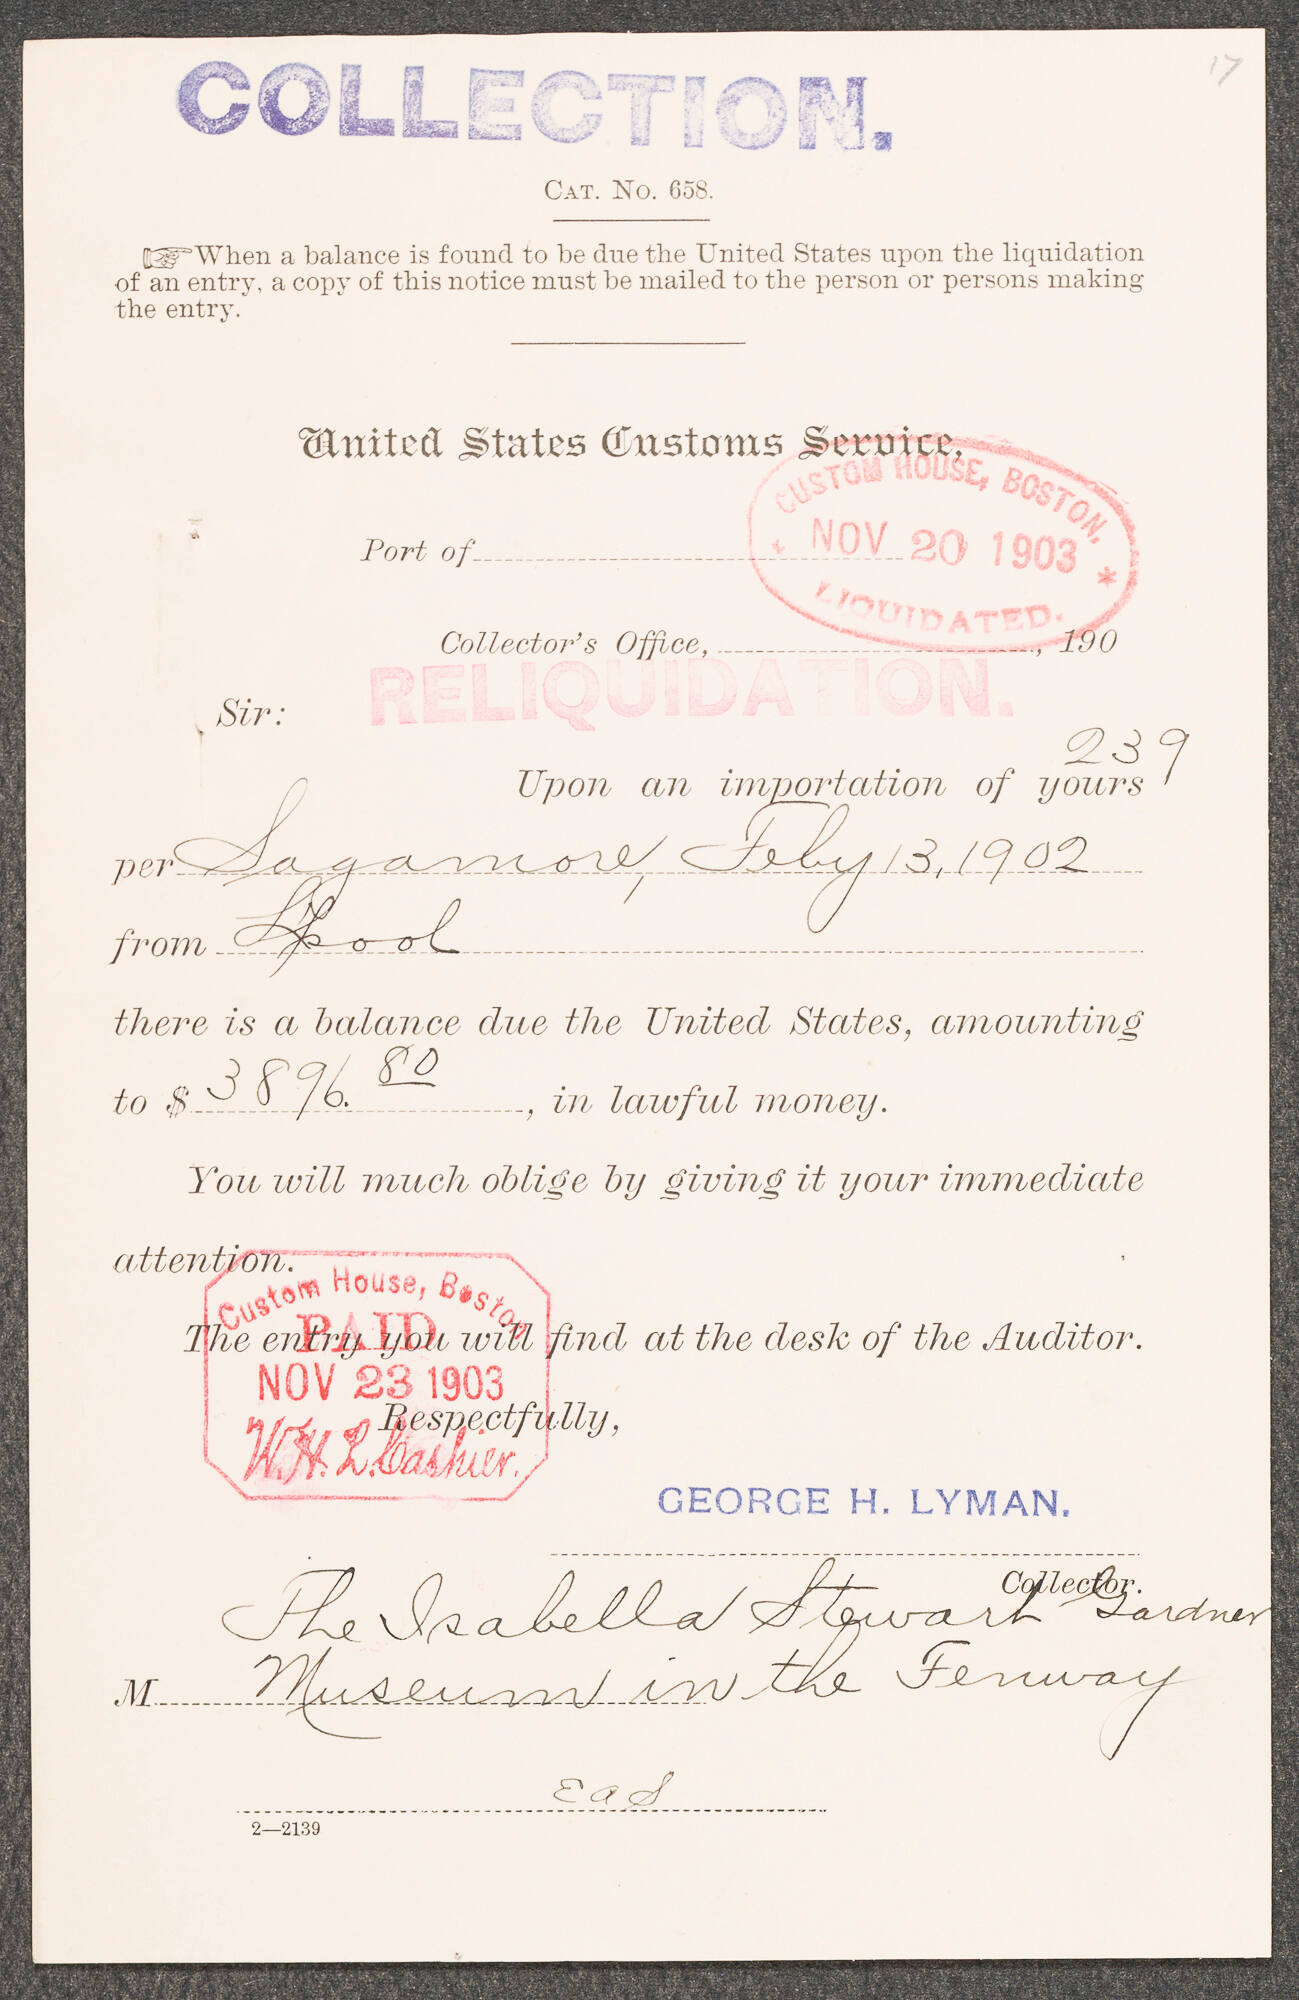 17
COLLECTION.
CAT. No. 658.
☞When a balance is found to be due the United States upon the liquidation
of an entry, a copy of this notice must be mailed to the person or persons making
the entry.
United States Customs Service,
CUSTOM HOUSE, BOSTON.
* NOV 20 1903 *
LIQUIDATED.
Port of
Collector's Office, , 190
RELIQUIDATION.
Sir:
239
Upon an importation of yours
per Sagamore, Feby 13, 1902
from L'pool
there is a balance due the United States, amounting
to $ 3896.80, in lawful money.
You will much oblige by giving it your immediate
attention.
Custom House, Boston
PAID
The entry you will find at the desk of the Auditor.
NOV 23 1903
Respectfully,
W.H.L. Cashier.
GEORGE H. LYMAN.
Collector.
The Isabella Stewart Gardner
M Museum in the Fenway
EaS
2—2139